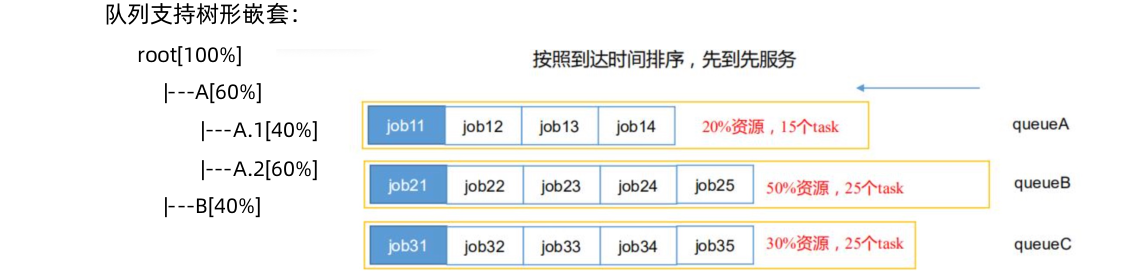 队列支持树形嵌套：
root[100%]
|---A[60%]
|---A.1[40%]
|---A.2[60%]
|---B[40%]
按照到达时间排序，先到先服务
job11 job12 job13 job14 20%资源，15个task queueA
job21 job22 job23 job24 job25 50%资源，25个task queueB
job31 job32 job33 job34 job35 30%资源，25个task queueC